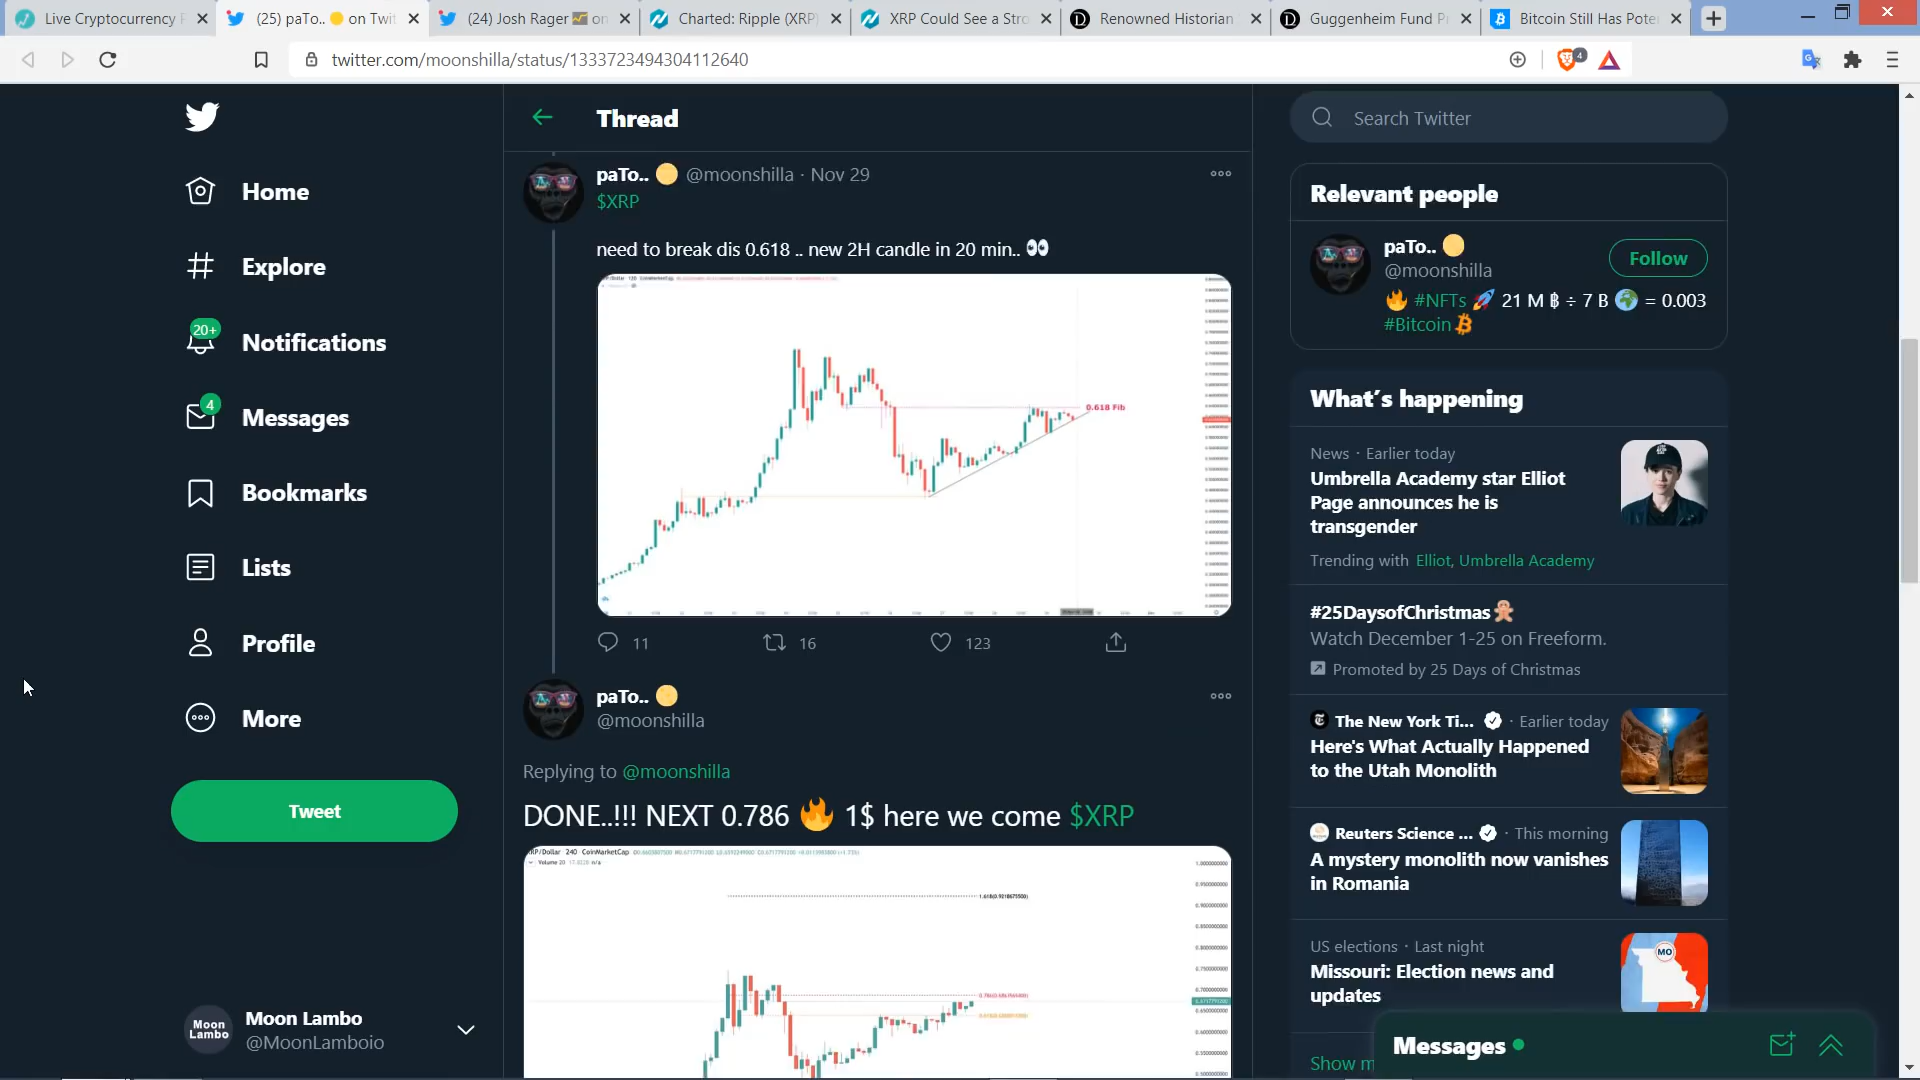 Live Cryptocurrency P
(25) paTo.. on Twit
(24) Josh Rager on
Charted: Ripple (XRP)
XRP Could See a Stro
Renowned Historian
Guggenheim Fund P
Bitcoin Still Has Pote
twitter.com/moonshilla/status/1333723494304112640
4
Home
Explore
20+
Notifications
4
Messages
Bookmarks
Lists
Profile
More
Tweet
Moon Lambo
Moon Lambo
@MoonLamboio
Thread
paTo.. @moonshilla · Nov 29
$XRP
need to break dis 0.618 .. new 2H candle in 20 min.. 👀
0.618 Fib
11
16
123
paTo..
@moonshilla
Replying to @moonshilla
DONE..!!! NEXT 0.786 🔥 1$ here we come $XRP
Search Twitter
Relevant people
paTo..
@moonshilla
Follow
🔥 #NFTs 🚀 21 M ฿ ÷ 7 B 🌍 = 0.003
#Bitcoin
What's happening
News · Earlier today
Umbrella Academy star Elliot
Page announces he is
transgender
Trending with Elliot, Umbrella Academy
#25DaysofChristmas
Watch December 1-25 on Freeform.
Promoted by 25 Days of Christmas
The New York Ti... · Earlier today
Here's What Actually Happened
to the Utah Monolith
Reuters Science ... · This morning
A mystery monolith now vanishes
in Romania
US elections · Last night
Missouri: Election news and
updates
MO
Show m
Messages